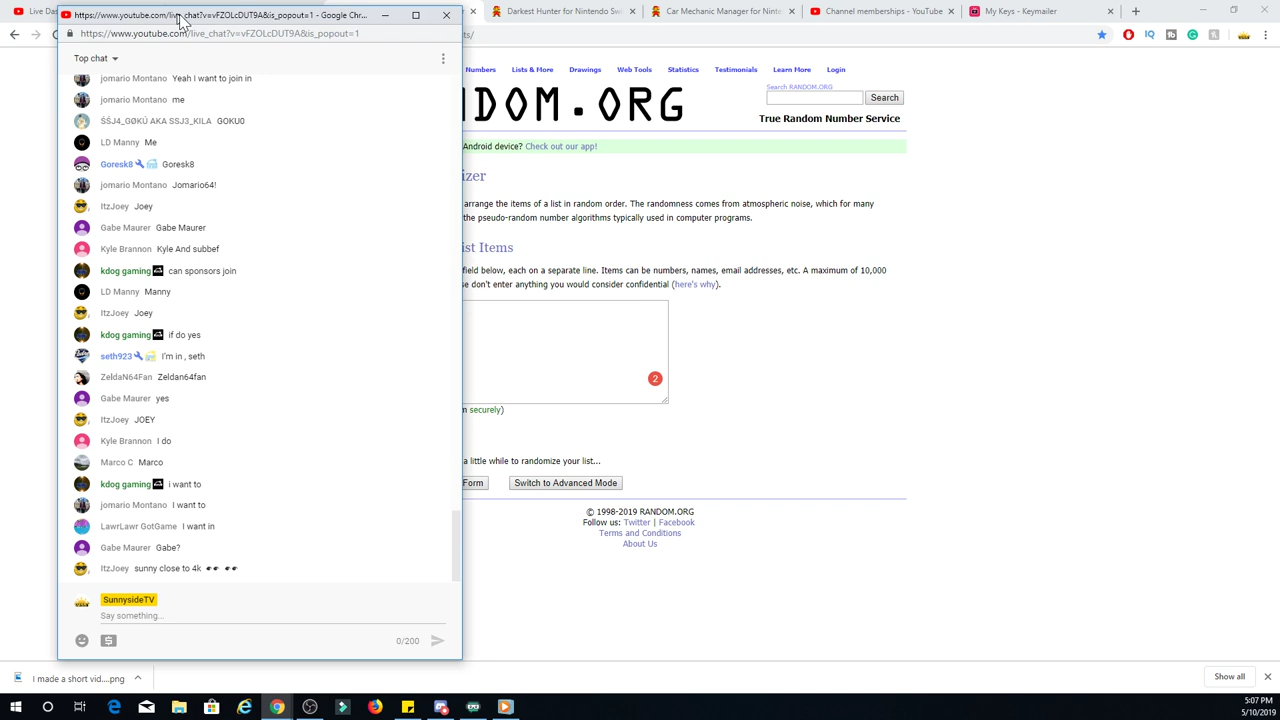 https://www.youtube.com/live_chat?v=vFZOLcDUT9A&is_popout=1 - Google Chr...
Darkest Hunter for Nintendo Swi
Car Mechanic Manager for Ninten
Channel memberships - YouTube
My Keys - Keymailer
https://www.youtube.com/live_chat?v=vFZOLcDUT9A&is_popout=1
Top chat
jomario Montano Yeah I want to join in
jomario Montano me
ŚŚJ4_GØKÚ AKA SSJ3_KILA GOKU0
LD Manny Me
Goresk8 Goresk8
jomario Montano Jomario64!
ItzJoey Joey
Gabe Maurer Gabe Maurer
Kyle Brannon Kyle And subbef
kdog gaming can sponsors join
LD Manny Manny
ItzJoey Joey
kdog gaming if do yes
seth923 I'm in , seth
ZeldaN64Fan Zeldan64fan
Gabe Maurer yes
ItzJoey JOEY
Kyle Brannon I do
Marco C Marco
kdog gaming i want to
jomario Montano I want to
LawrLawr GotGame I want in
Gabe Maurer Gabe?
ItzJoey sunny close to 4k 👀 👀
SunnysideTV
Say something...
0/200
Numbers Lists & More Drawings Web Tools Statistics Testimonials Learn More Login
DOM.ORG
Search RANDOM.ORG
Search
True Random Number Service
Android device? Check out our app!
izer
arrange the items of a list in random order. The randomness comes from atmospheric noise, which for many
the pseudo-random number algorithms typically used in computer programs.
ist Items
field below, each on a separate line. Items can be numbers, names, email addresses, etc. A maximum of 10,000
se don't enter anything you would consider confidential (here's why).
2
m securely)
a little while to randomize your list...
Form
Switch to Advanced Mode
© 1998-2019 RANDOM.ORG
Follow us: Twitter | Facebook
Terms and Conditions
About Us
I made a short vid....png
Show all
5:07 PM
5/10/2019